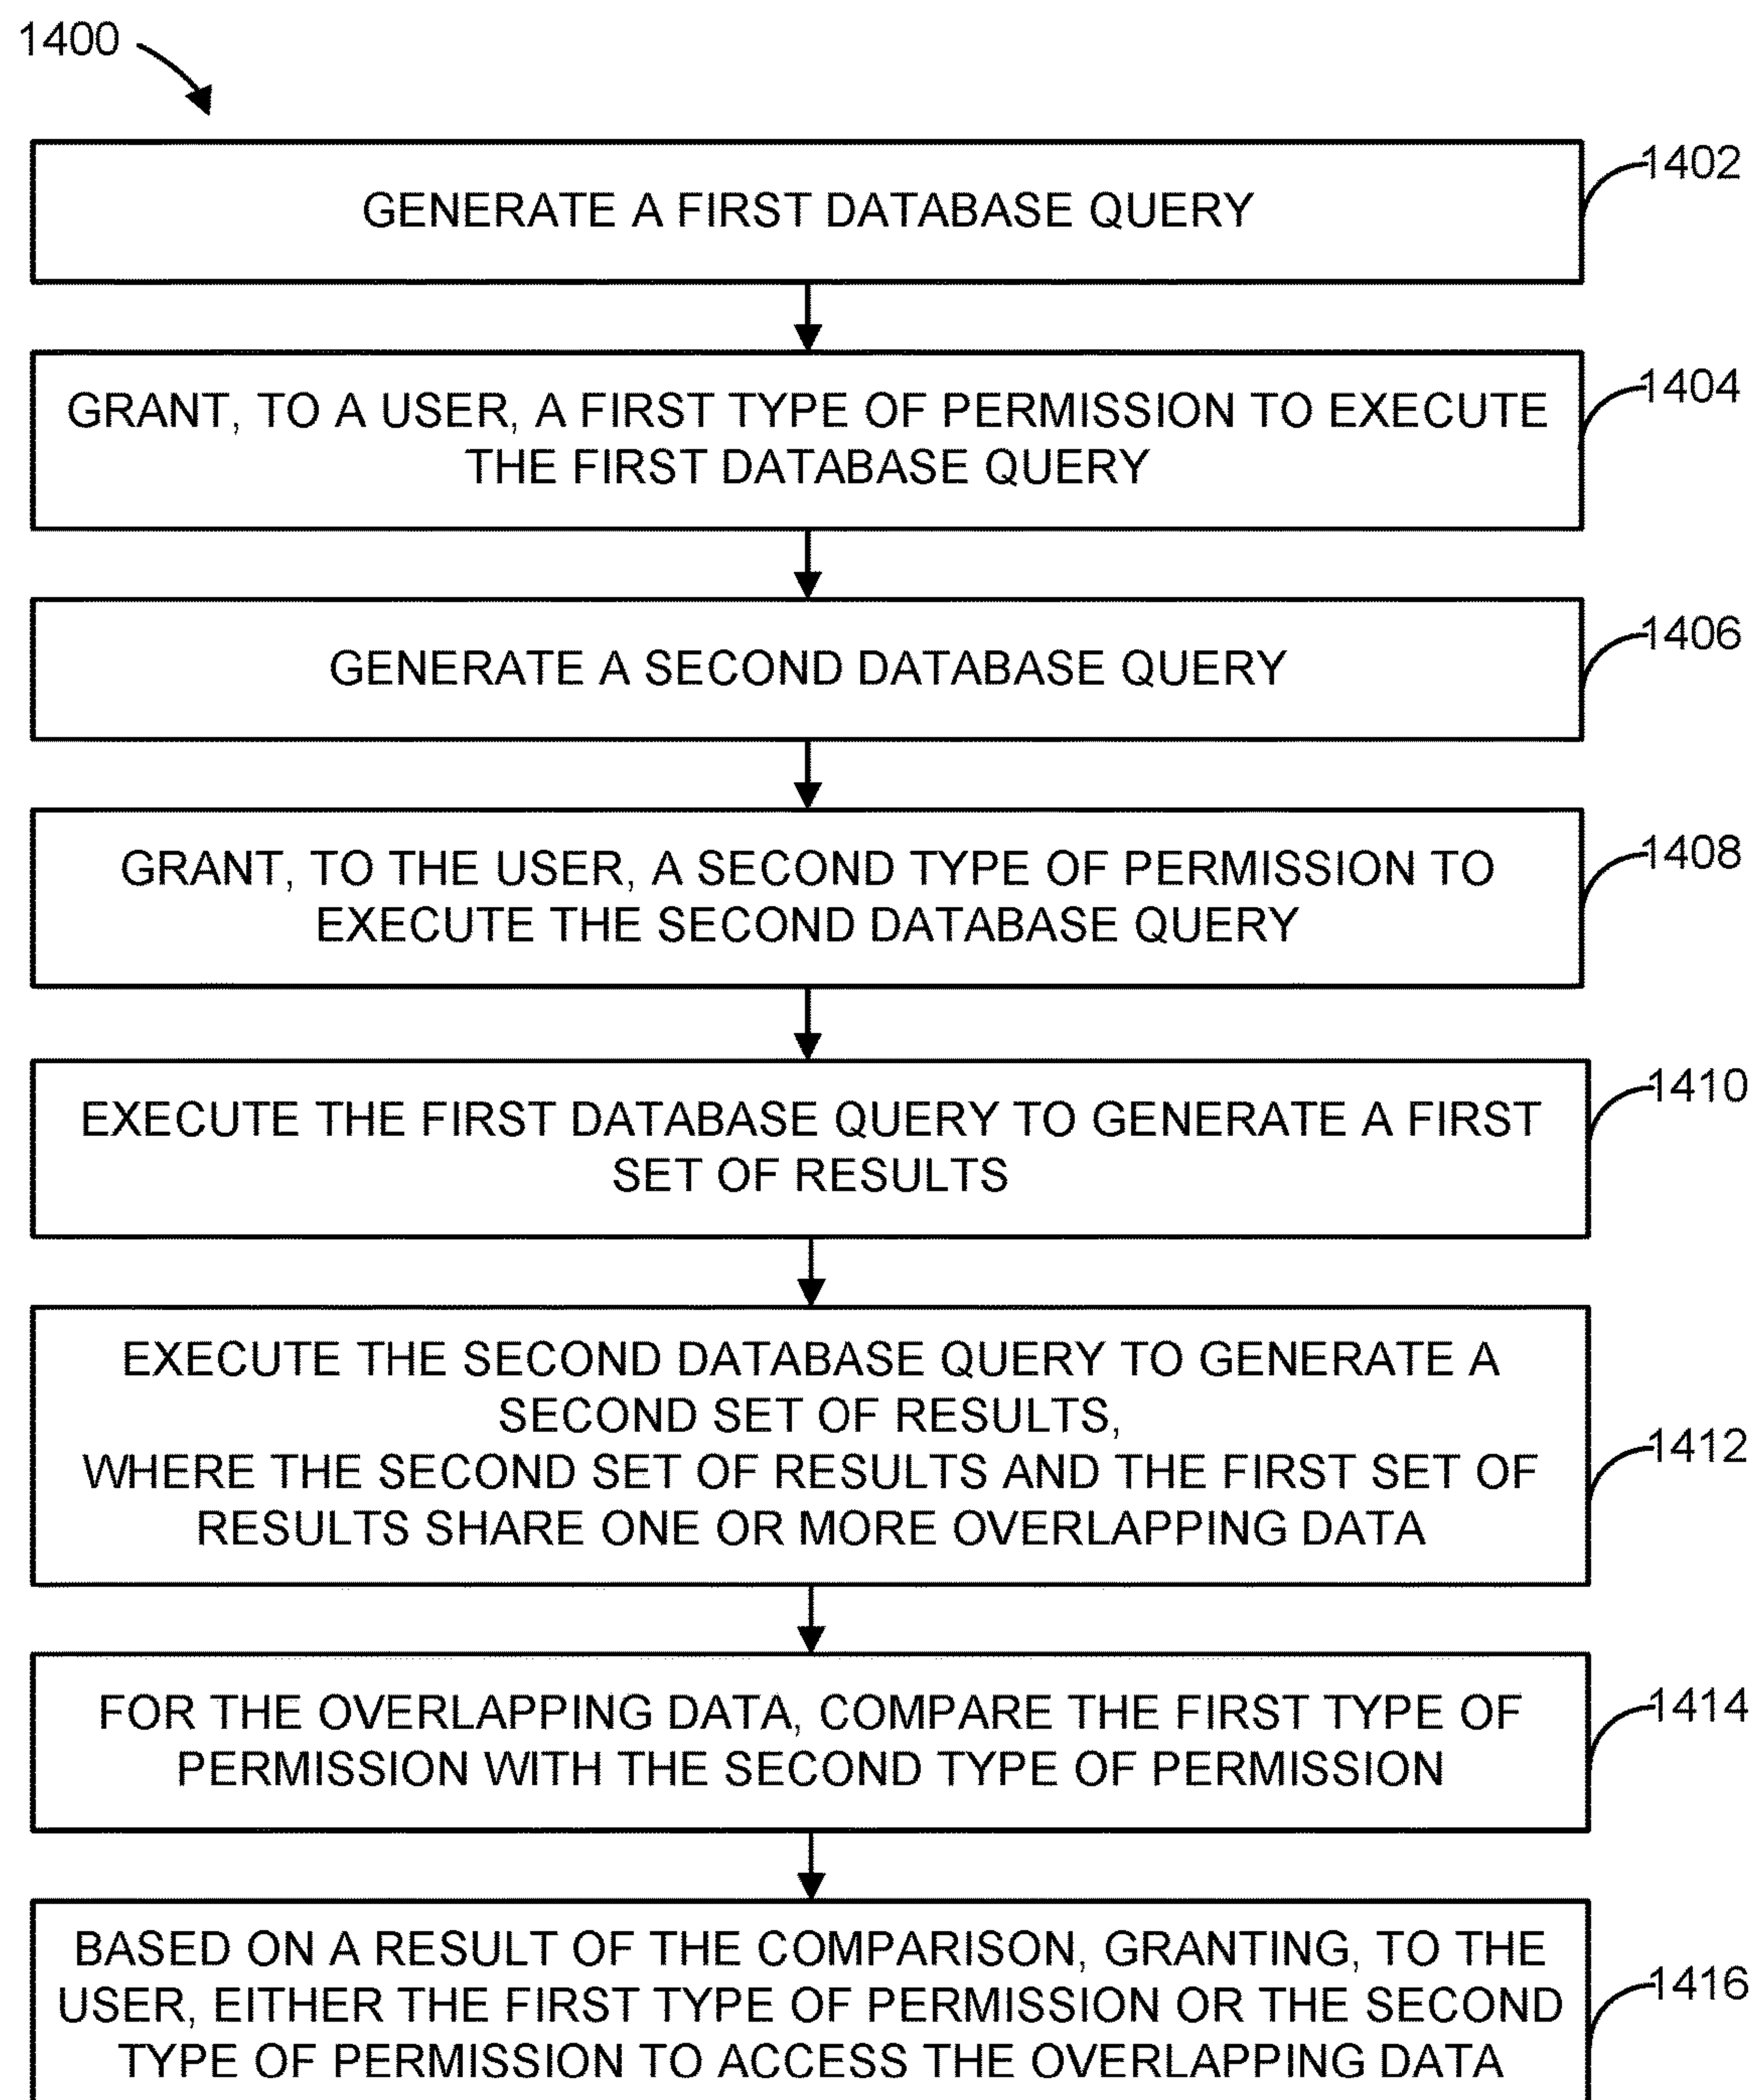 1400
GENERATE A FIRST DATABASE QUERY
1402
GRANT, TO A USER, A FIRST TYPE OF PERMISSION TO EXECUTE
THE FIRST DATABASE QUERY
1404
GENERATE A SECOND DATABASE QUERY
1406
GRANT, TO THE USER, A SECOND TYPE OF PERMISSION TO
EXECUTE THE SECOND DATABASE QUERY
1408
EXECUTE THE FIRST DATABASE QUERY TO GENERATE A FIRST
SET OF RESULTS
1410
EXECUTE THE SECOND DATABASE QUERY TO GENERATE A
SECOND SET OF RESULTS,
WHERE THE SECOND SET OF RESULTS AND THE FIRST SET OF
RESULTS SHARE ONE OR MORE OVERLAPPING DATA
1412
FOR THE OVERLAPPING DATA, COMPARE THE FIRST TYPE OF
PERMISSION WITH THE SECOND TYPE OF PERMISSION
1414
BASED ON A RESULT OF THE COMPARISON, GRANTING, TO THE
USER, EITHER THE FIRST TYPE OF PERMISSION OR THE SECOND
TYPE OF PERMISSION TO ACCESS THE OVERLAPPING DATA
1416